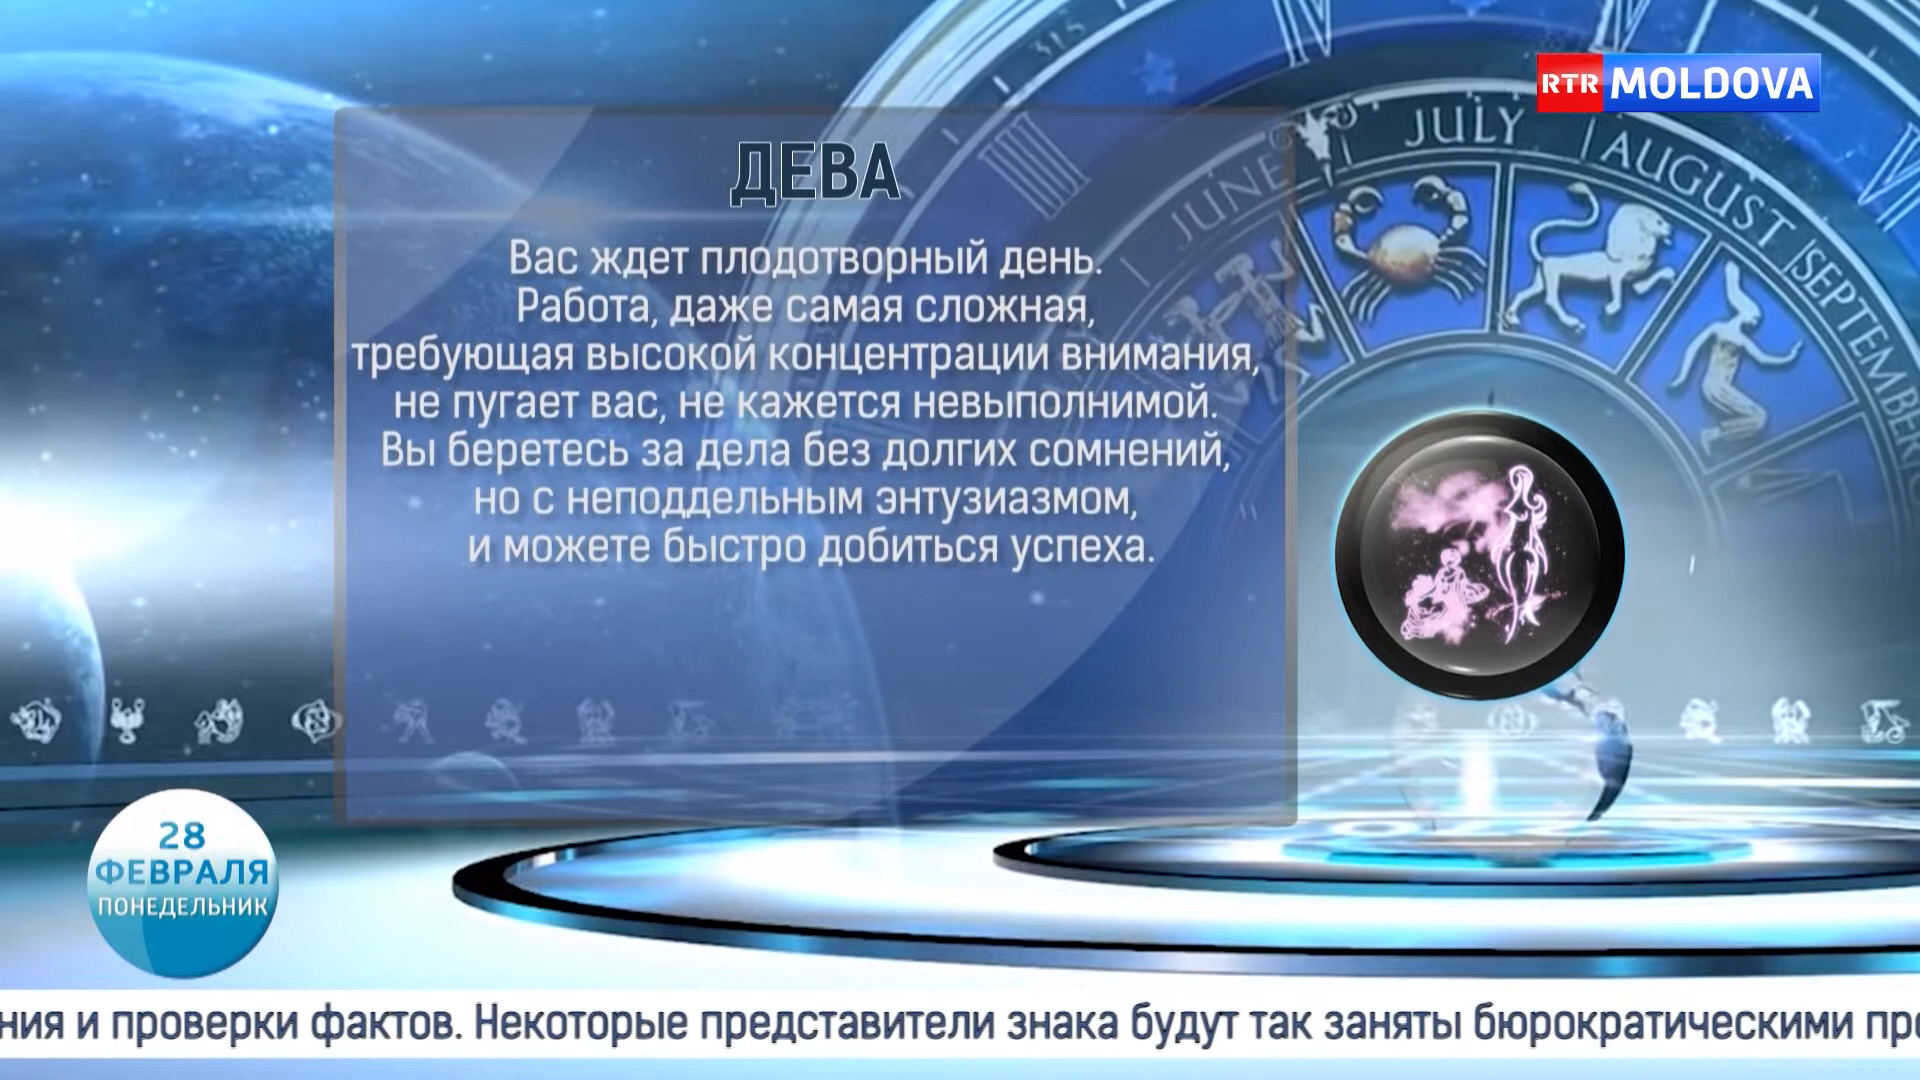 315
RTR MOLDOVA
JUNE
JULY
AUGUST
SEPTEMBER
ДЕВА
Вас ждет плодотворный день.
Работа, даже самая сложная,
требующая высокой концентрации внимания,
не пугает вас, не кажется невыполнимой.
Вы беретесь за дела без долгих сомнений,
но с неподдельным энтузиазмом,
и можете быстро добиться успеха.
28
ФЕВРАЛЯ
ПОНЕДЕЛЬНИК
ния и проверки фактов. Некоторые представители знака будут так заняты бюрократическими